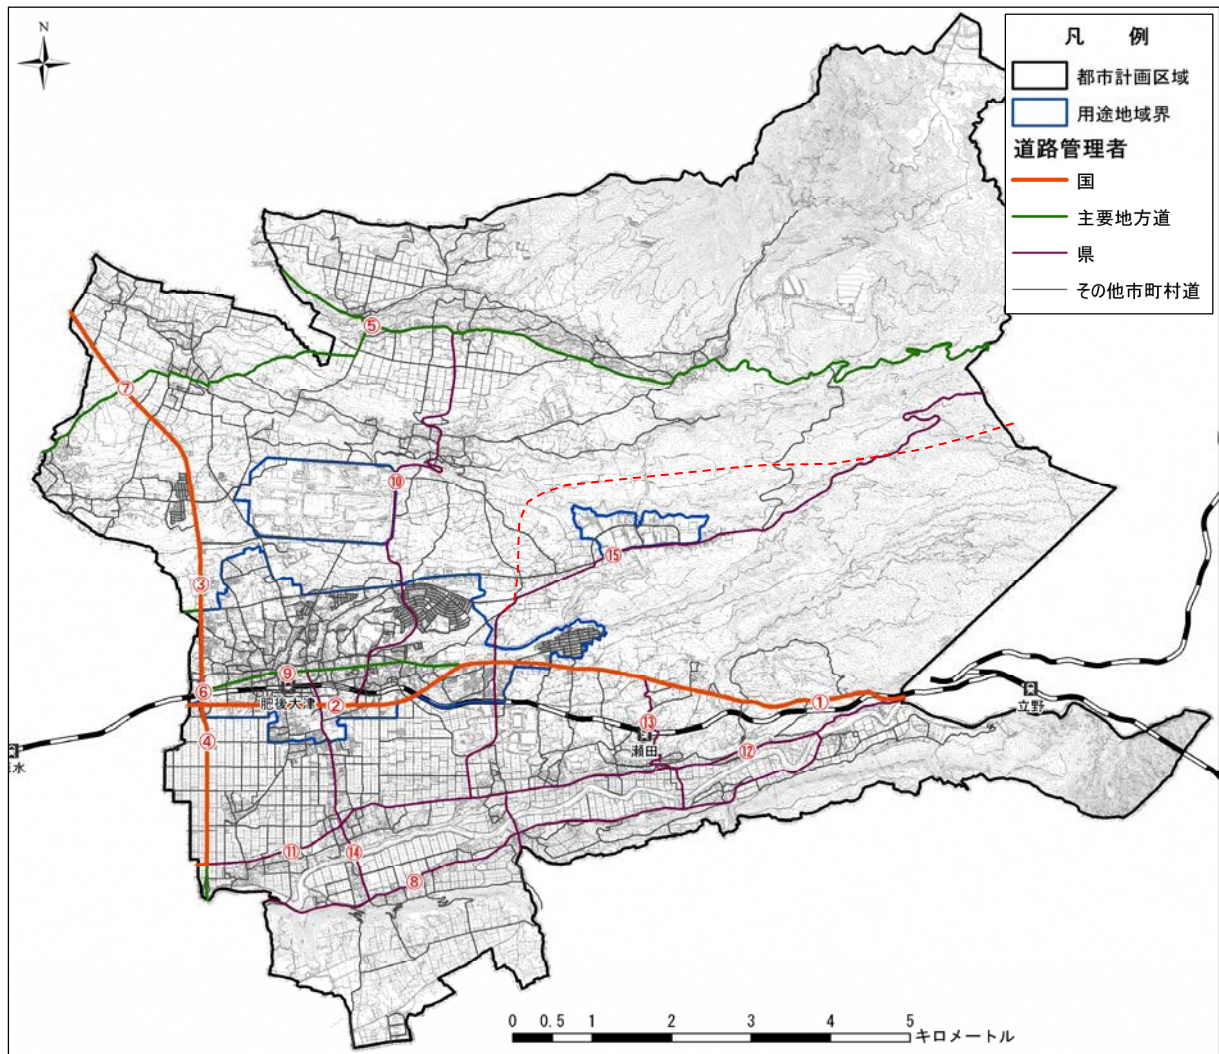 N
凡　例
都市計画区域
用途地域界
道路管理者
国
主要地方道
県
その他市町村道
⑤
⑦
⑩
⑮
③
⑨
⑥
肥後大津
②
①
立野
④
⑬
瀬田
⑫
水
⑪
⑭
⑧
0 0.5 1 2 3 4 5
キロメートル